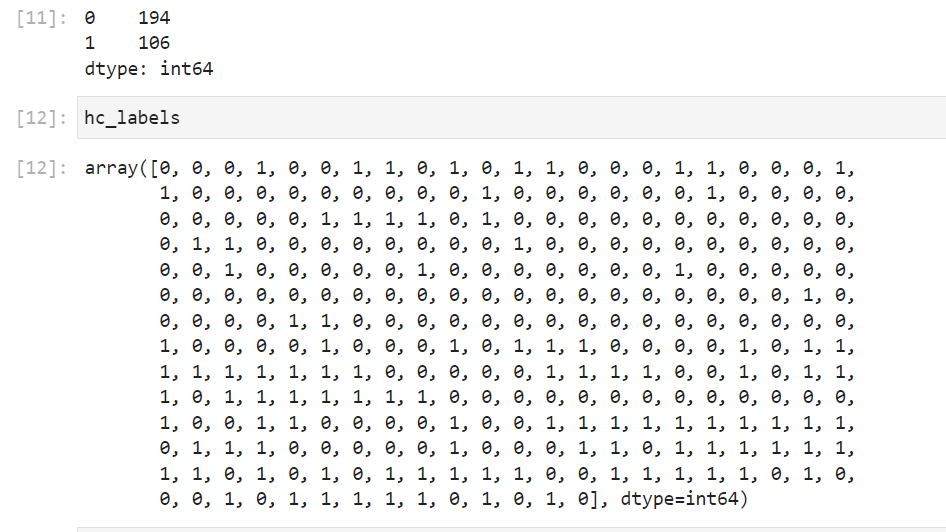 [11]: 0    194
1    106
dtype: int64
[12]: hc_labels
[12]: array([0, 0, 0, 1, 0, 0, 1, 1, 0, 1, 0, 1, 1, 0, 0, 0, 1, 1, 0, 0, 0, 1,
1, 0, 0, 0, 0, 0, 0, 0, 0, 0, 1, 0, 0, 0, 0, 0, 0, 1, 0, 0, 0, 0,
0, 0, 0, 0, 0, 1, 1, 1, 1, 0, 1, 0, 0, 0, 0, 0, 0, 0, 0, 0, 0, 0,
0, 1, 1, 0, 0, 0, 0, 0, 0, 0, 0, 1, 0, 0, 0, 0, 0, 0, 0, 0, 0, 0,
0, 0, 1, 0, 0, 0, 0, 0, 1, 0, 0, 0, 0, 0, 0, 0, 1, 0, 0, 0, 0, 0,
0, 0, 0, 0, 0, 0, 0, 0, 0, 0, 0, 0, 0, 0, 0, 0, 0, 0, 0, 0, 1, 0,
0, 0, 0, 0, 1, 1, 0, 0, 0, 0, 0, 0, 0, 0, 0, 0, 0, 0, 0, 0, 0, 0,
1, 0, 0, 0, 0, 1, 0, 0, 0, 1, 0, 1, 1, 1, 0, 0, 0, 0, 1, 0, 1, 1,
1, 1, 1, 1, 1, 1, 1, 0, 0, 0, 0, 0, 1, 1, 1, 1, 0, 0, 1, 0, 1, 1,
1, 0, 1, 1, 1, 1, 1, 1, 1, 0, 0, 0, 0, 0, 0, 0, 0, 0, 0, 0, 0, 0,
1, 0, 0, 1, 1, 0, 0, 0, 0, 1, 0, 0, 1, 1, 1, 1, 1, 1, 1, 1, 1, 1,
0, 1, 1, 1, 0, 0, 0, 0, 0, 1, 0, 0, 0, 1, 1, 0, 1, 1, 1, 1, 1, 1,
1, 1, 0, 1, 0, 1, 0, 1, 1, 1, 1, 1, 0, 0, 1, 1, 1, 1, 1, 0, 1, 0,
0, 0, 1, 0, 1, 1, 1, 1, 1, 0, 1, 0, 1, 0], dtype=int64)